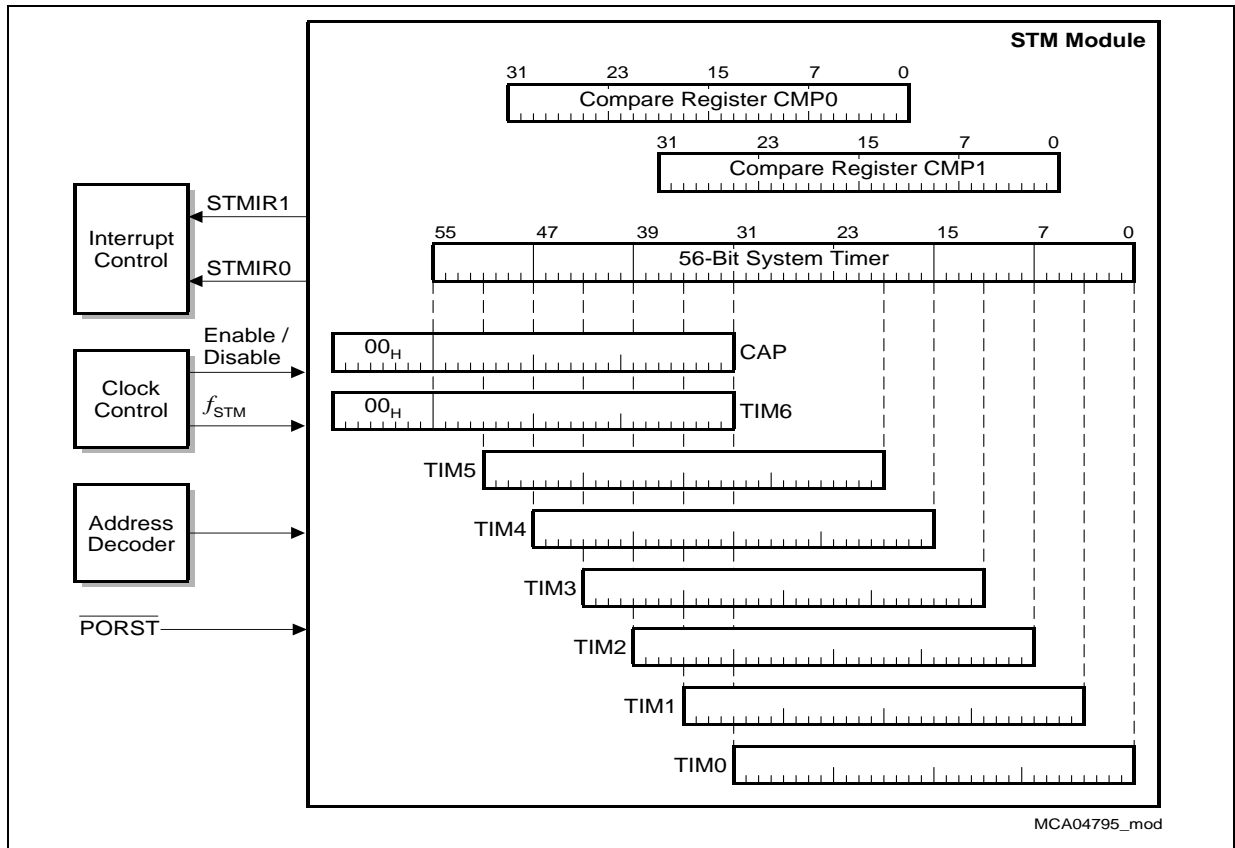 STM Module
31 23 15 7 0
Compare Register CMP0
31 23 15 7 0
Compare Register CMP1
STMIR1
Interrupt
Control
STMIR0
55 47 39 31 23 15 7 0
56-Bit System Timer
Enable /
Disable
00H
CAP
Clock
Control
fSTM
00H
TIM6
TIM5
Address
Decoder
TIM4
TIM3
PORST
TIM2
TIM1
TIM0
MCA04795_mod